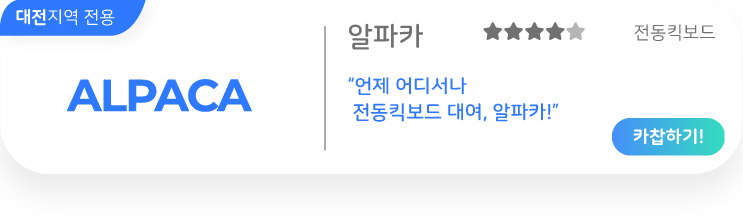 대전지역 전용
ALPACA
알파카
전동킥보드
“언제 어디서나
전동킥보드 대여, 알파카!”
카찹하기!